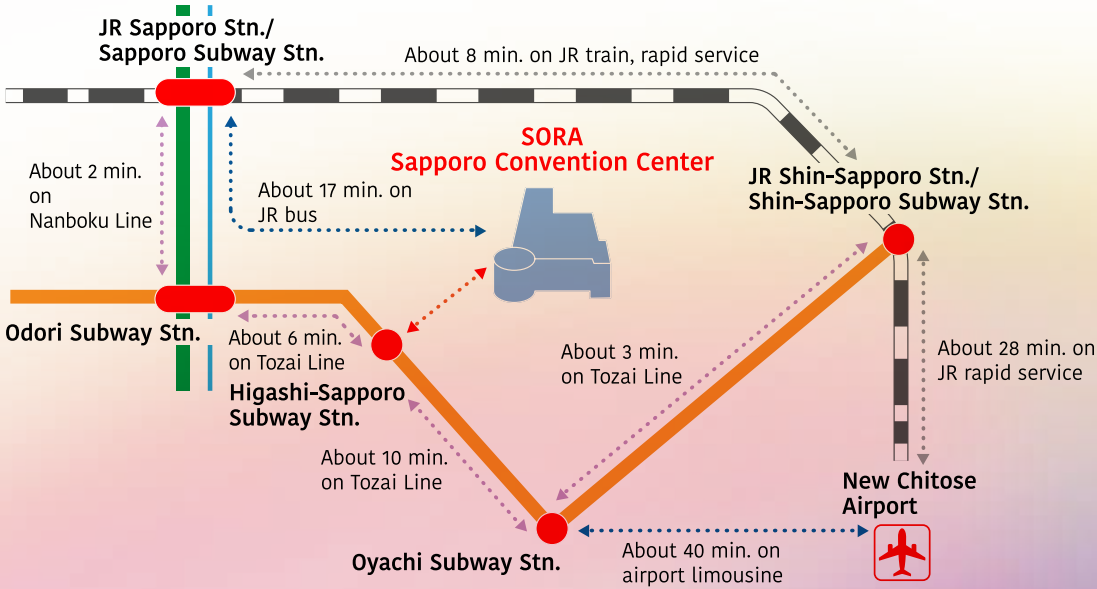 JR Sapporo Stn./
Sapporo Subway Stn.
About 8 min. on JR train, rapid service
SORA
Sapporo Convention Center
About 2 min.
on
Nanboku Line
About 17 min. on
JR bus
JR Shin-Sapporo Stn./
Shin-Sapporo Subway Stn.
Odori Subway Stn.
About 6 min.
on Tozai Line
Higashi-Sapporo
Subway Stn.
About 3 min.
on Tozai Line
About 28 min. on
JR rapid service
About 10 min.
on Tozai Line
New Chitose
Airport
Oyachi Subway Stn.
About 40 min. on
airport limousine